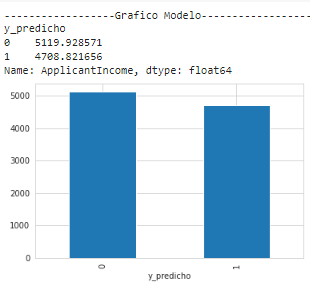 ------------------Grafico Modelo-----------------
y_predicho
0 5119.928571
1 4708.821656
Name: ApplicantIncome, dtype: float64
5000
4000
3000
2000
1000
0
0 1
y_predicho